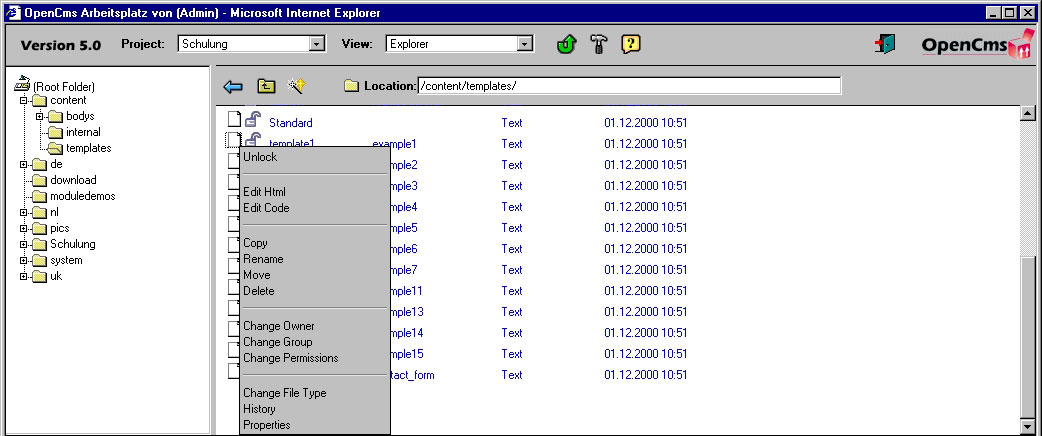 OpenCms Arbeitsplatz von (Admin) - Microsoft Internet Explorer
Version 5.0 Project: Schulung View: Explorer OpenCms
Location: /content/templates/
(Root Folder)
content
bodys
internal
templates
de
download
moduledemos
nl
pics
Schulung
system
uk
Standard Text 01.12.2000 10:51
template1 example1 Text 01.12.2000 10:51
mple2 Text 01.12.2000 10:51
mple3 Text 01.12.2000 10:51
mple4 Text 01.12.2000 10:51
mple5 Text 01.12.2000 10:51
mple6 Text 01.12.2000 10:51
mple7 Text 01.12.2000 10:51
mple11 Text 01.12.2000 10:51
mple13 Text 01.12.2000 10:51
mple14 Text 01.12.2000 10:51
mple15 Text 01.12.2000 10:51
tact_form Text 01.12.2000 10:51
Unlock
Edit Html
Edit Code
Copy
Rename
Move
Delete
Change Owner
Change Group
Change Permissions
Change File Type
History
Properties